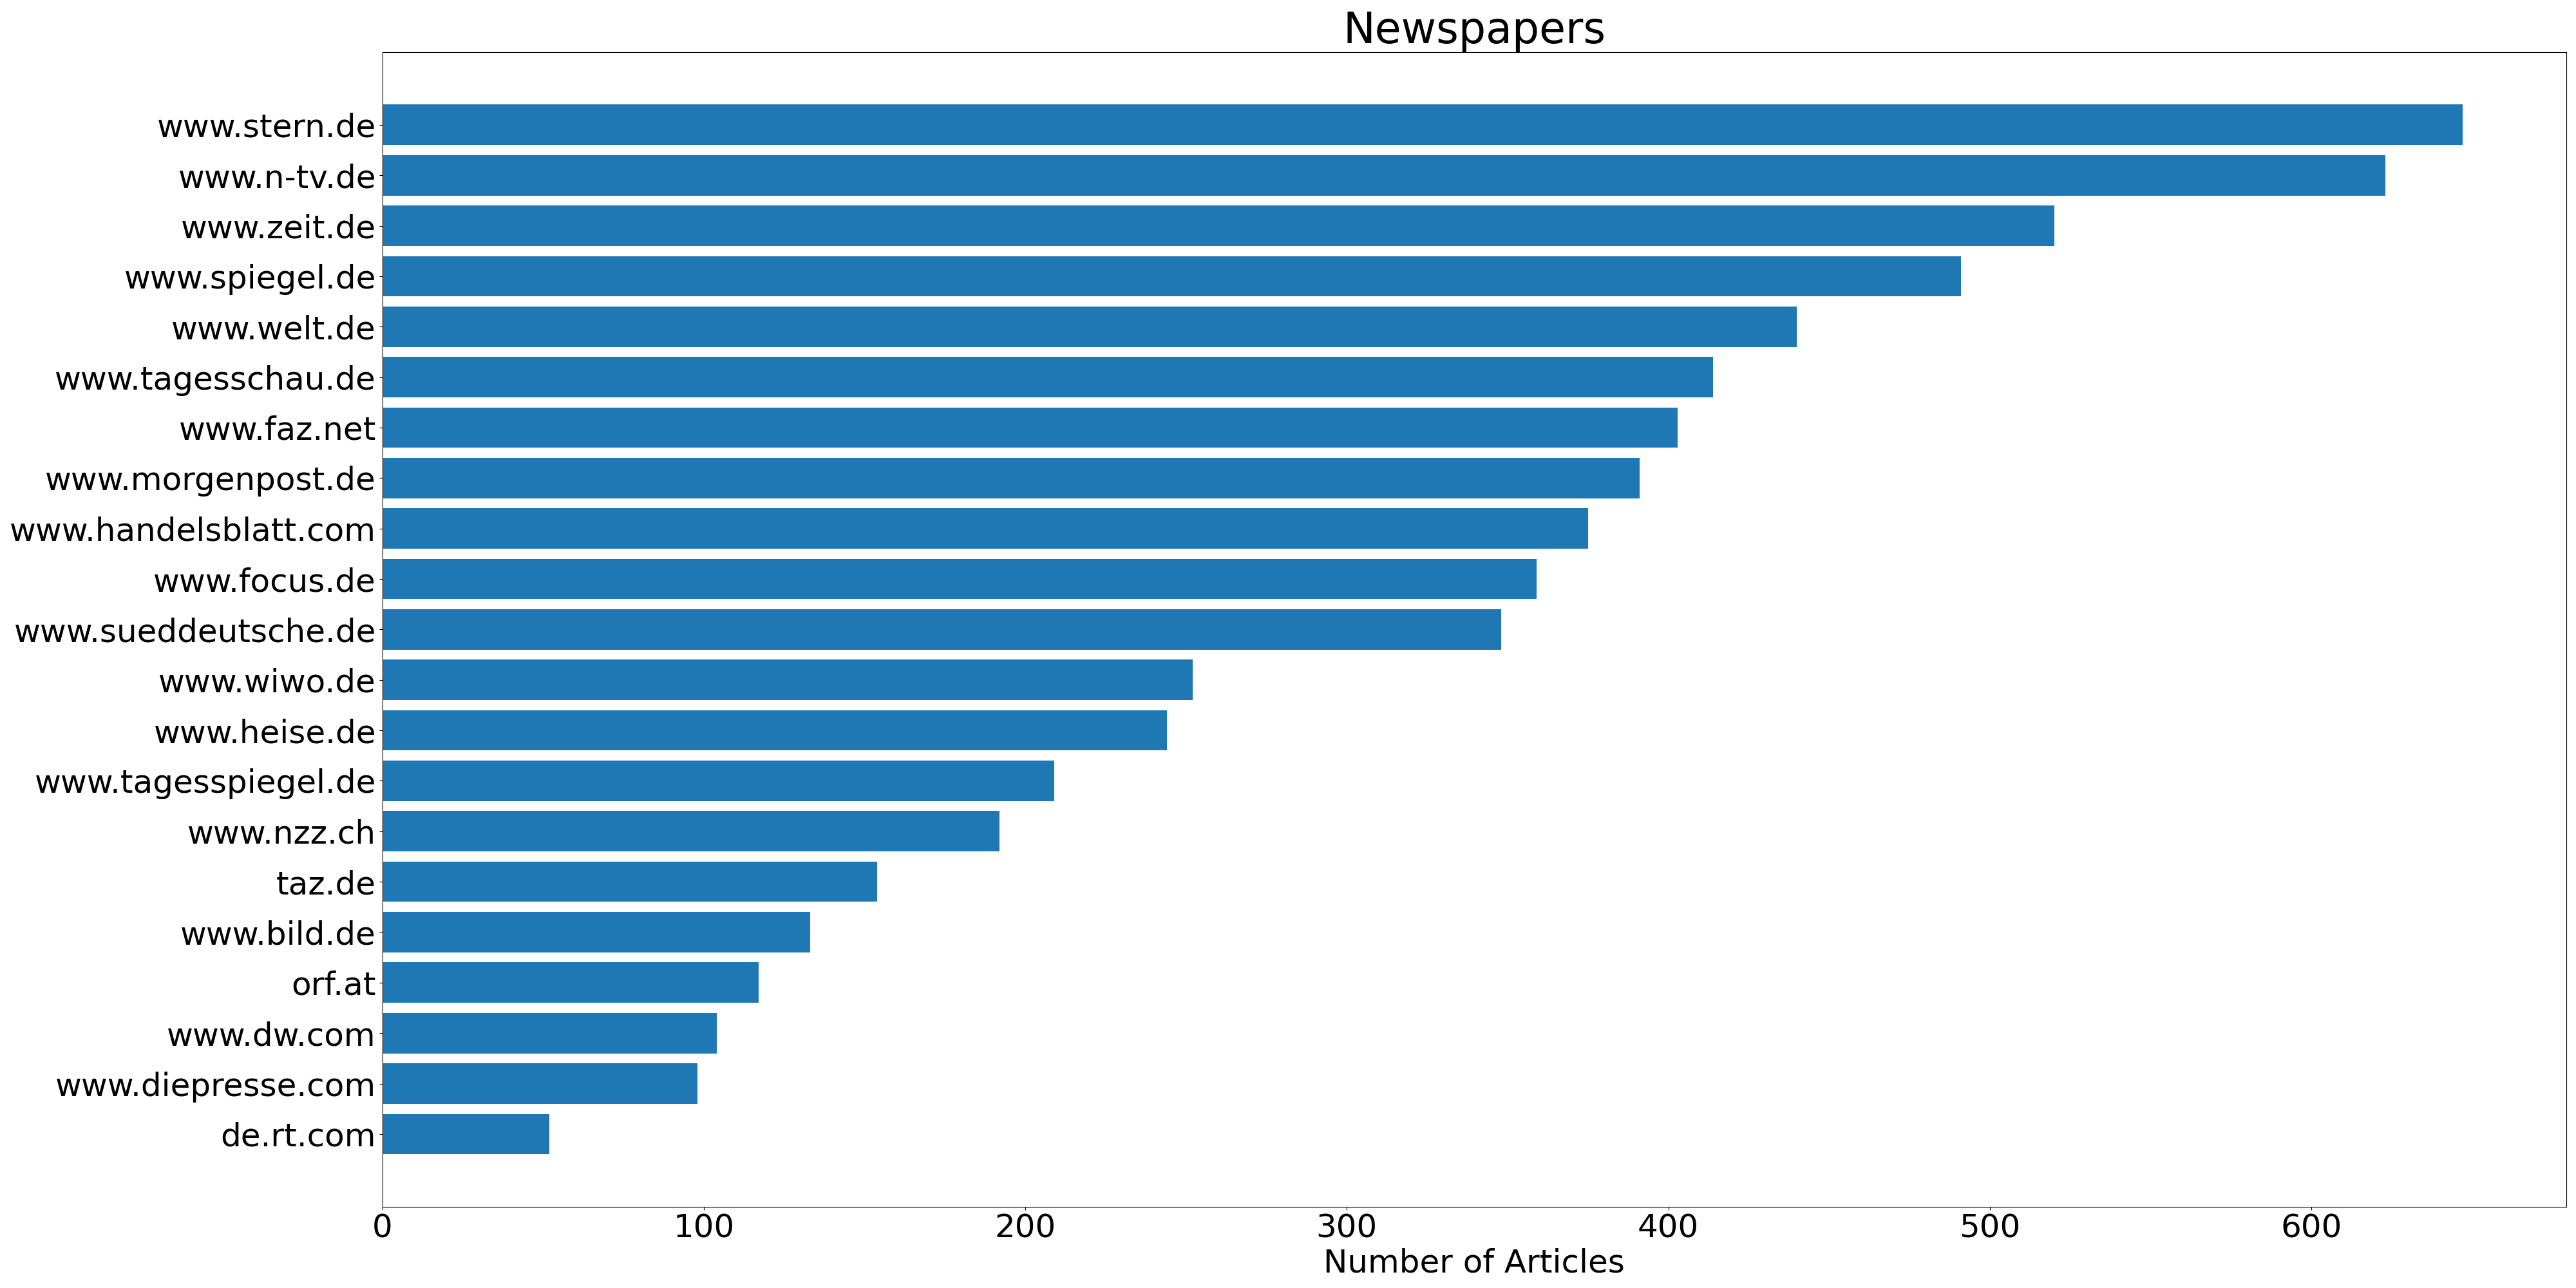 Newspapers
www.stern.de
www.n-tv.de
www.zeit.de
www.spiegel.de
www.welt.de
www.tagesschau.de
www.faz.net
www.morgenpost.de
www.handelsblatt.com
www.focus.de
www.sueddeutsche.de
www.wiwo.de
www.heise.de
www.tagesspiegel.de
www.nzz.ch
taz.de
www.bild.de
orf.at
www.dw.com
www.diepresse.com
de.rt.com
0 100 200 300 400 500 600
Number of Articles